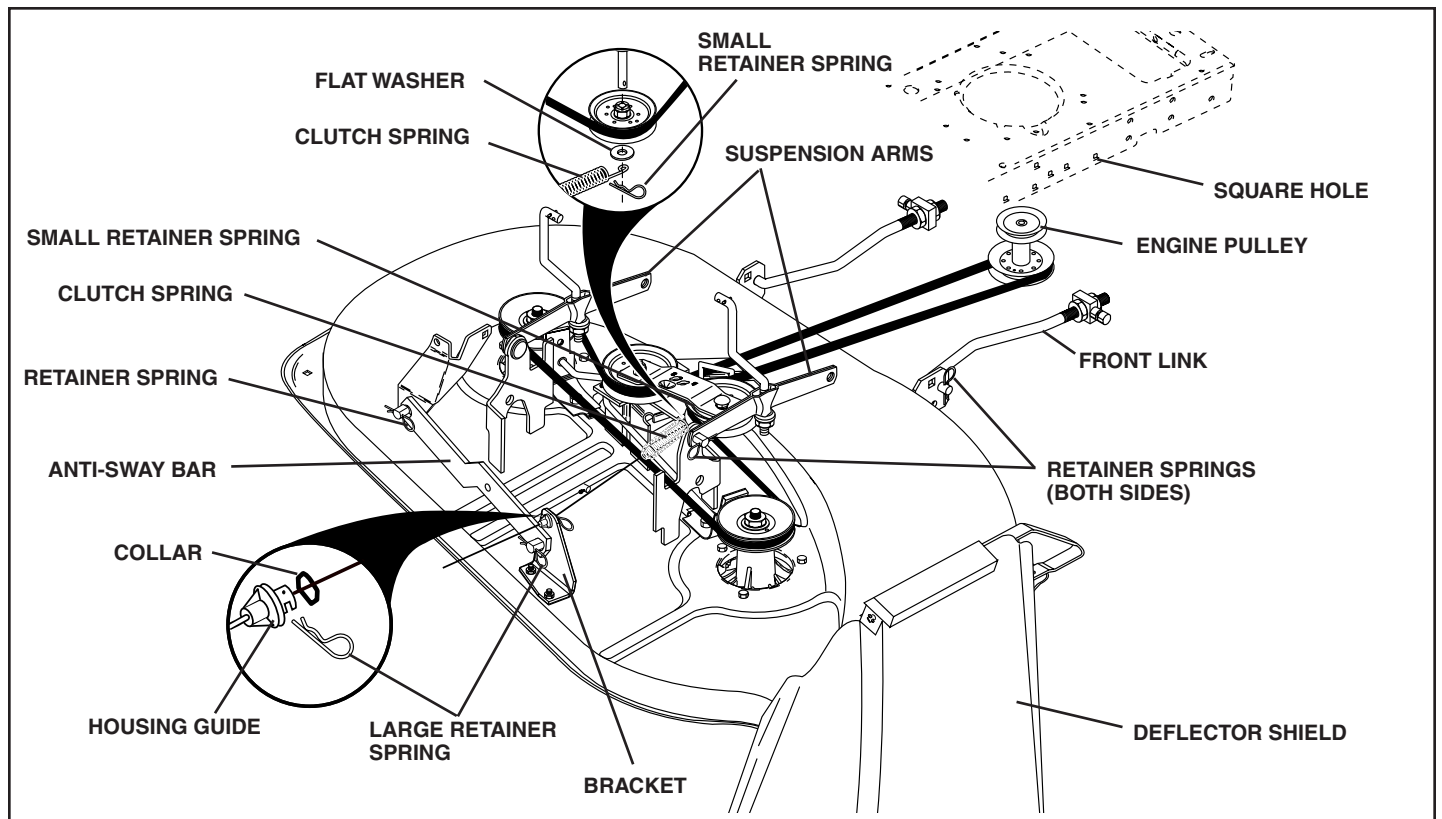 SMALL
RETAINER SPRING
FLAT WASHER
CLUTCH SPRING
SUSPENSION ARMS
SQUARE HOLE
SMALL RETAINER SPRING
ENGINE PULLEY
CLUTCH SPRING
FRONT LINK
RETAINER SPRING
ANTI-SWAY BAR
RETAINER SPRINGS
(BOTH SIDES)
COLLAR
HOUSING GUIDE
LARGE RETAINER
SPRING
DEFLECTOR SHIELD
BRACKET